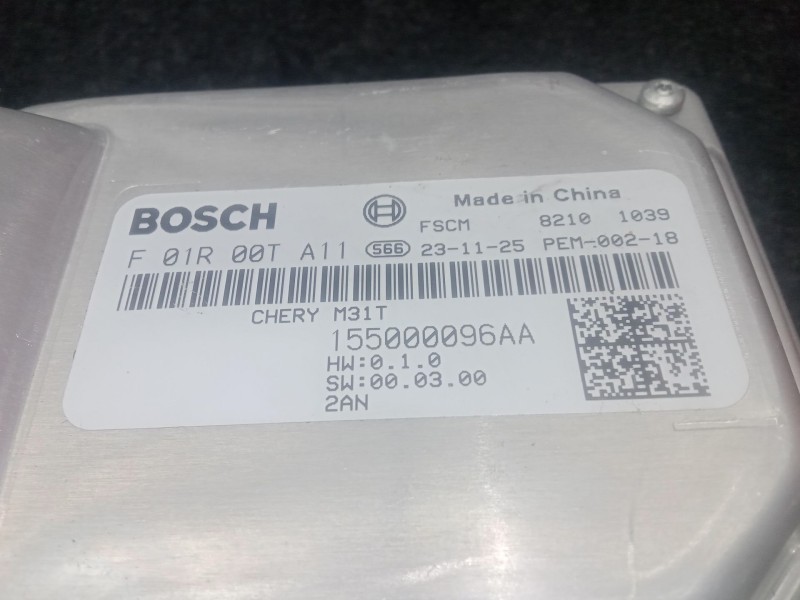 BOSCH
Made in China
FSCM 8210 1039
F 01R 00T A11 566 23-11-25 PEM-002-18
CHERY M31T
155000096AA
HW:0.1.0
SW:00.03.00
2AN